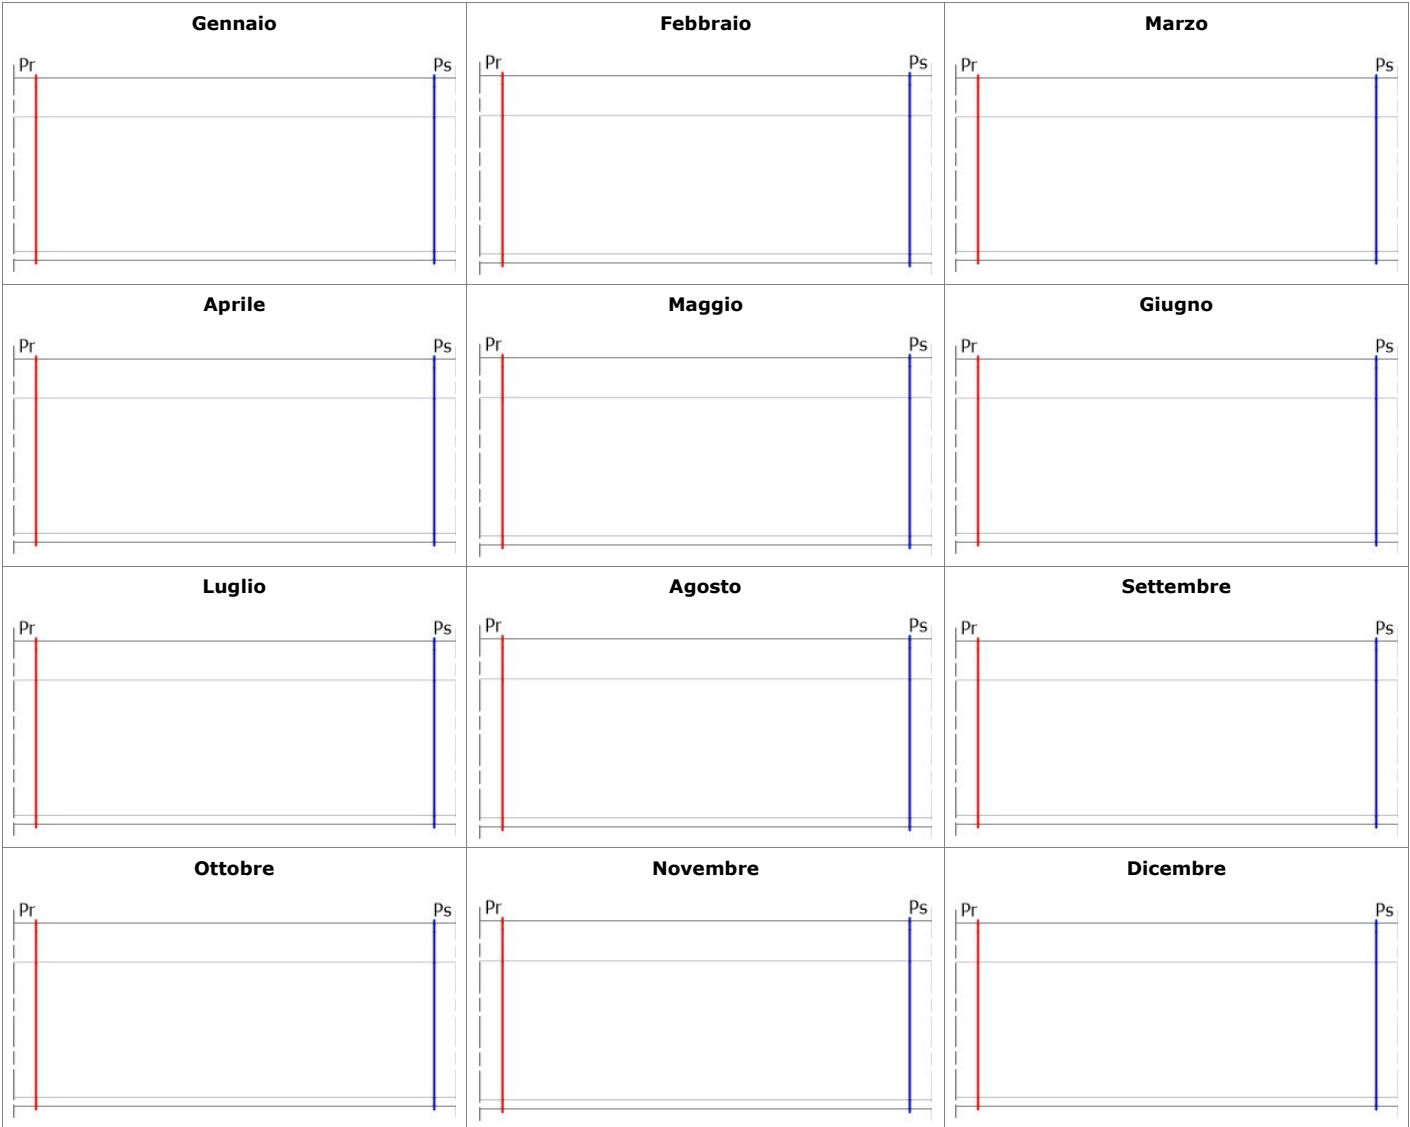 Gennaio Febbraio Marzo
Pr Ps Pr Ps Pr Ps
Aprile Maggio Giugno
Pr Ps Pr Ps Pr Ps
Luglio Agosto Settembre
Pr Ps Pr Ps Pr Ps
Ottobre Novembre Dicembre
Pr Ps Pr Ps Pr Ps